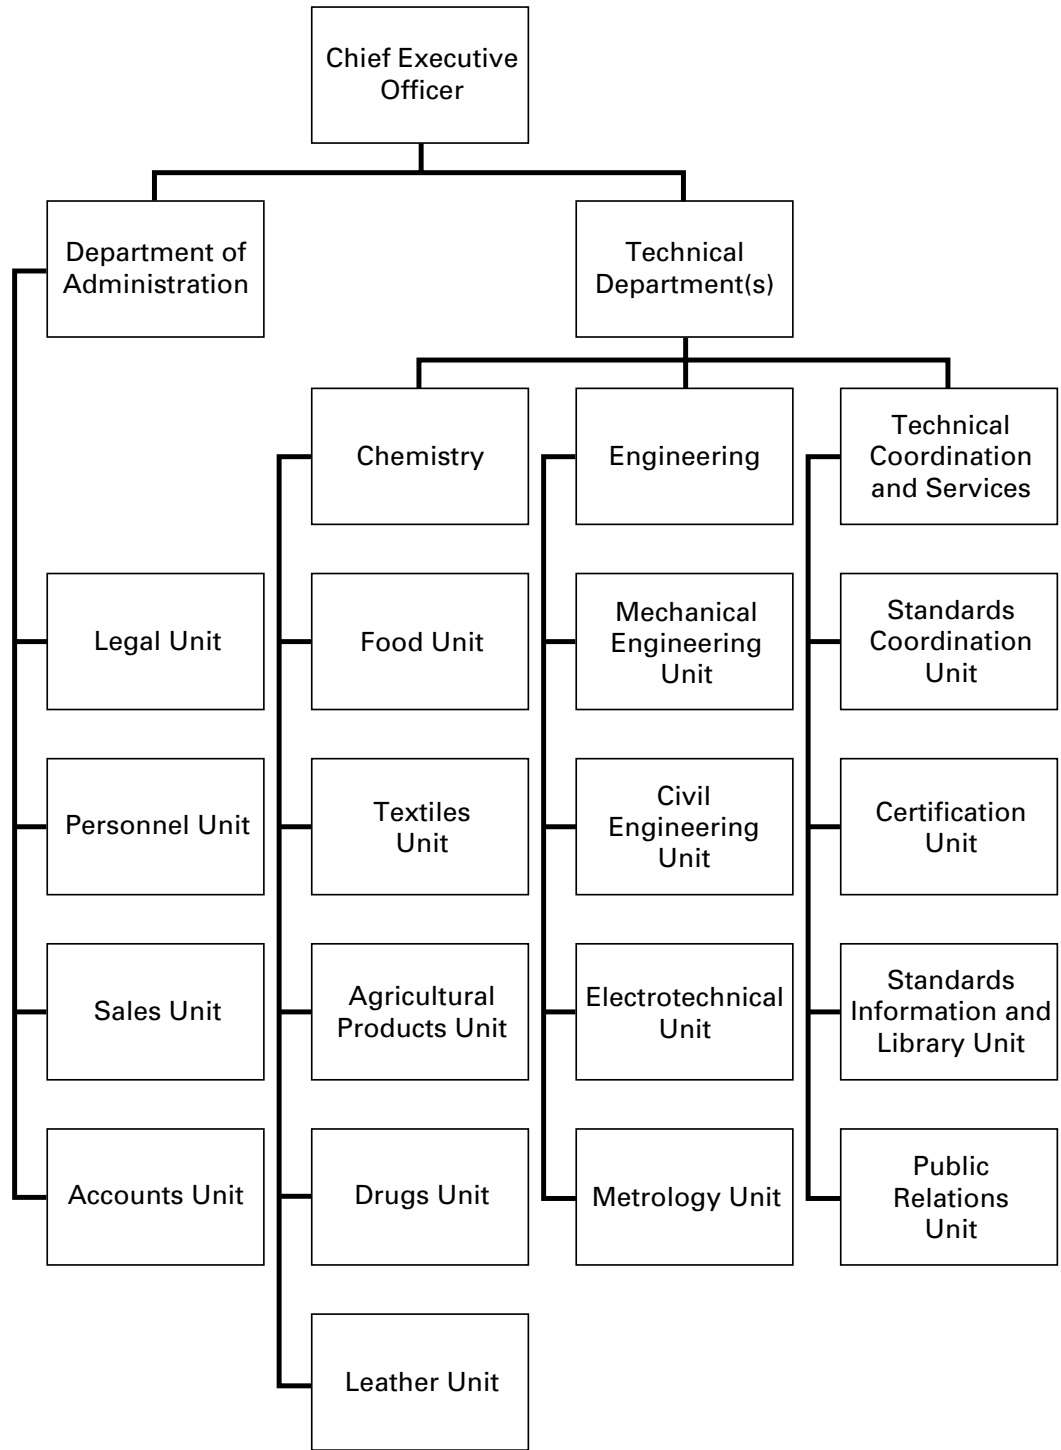 Chief Executive
Officer
Department of
Administration
Technical
Department(s)
Chemistry
Engineering
Technical
Coordination
and Services
Legal Unit
Food Unit
Mechanical
Engineering
Unit
Standards
Coordination
Unit
Personnel Unit
Textiles
Unit
Civil
Engineering
Unit
Certification
Unit
Sales Unit
Agricultural
Products Unit
Electrotechnical
Unit
Standards
Information and
Library Unit
Accounts Unit
Drugs Unit
Metrology Unit
Public
Relations
Unit
Leather Unit